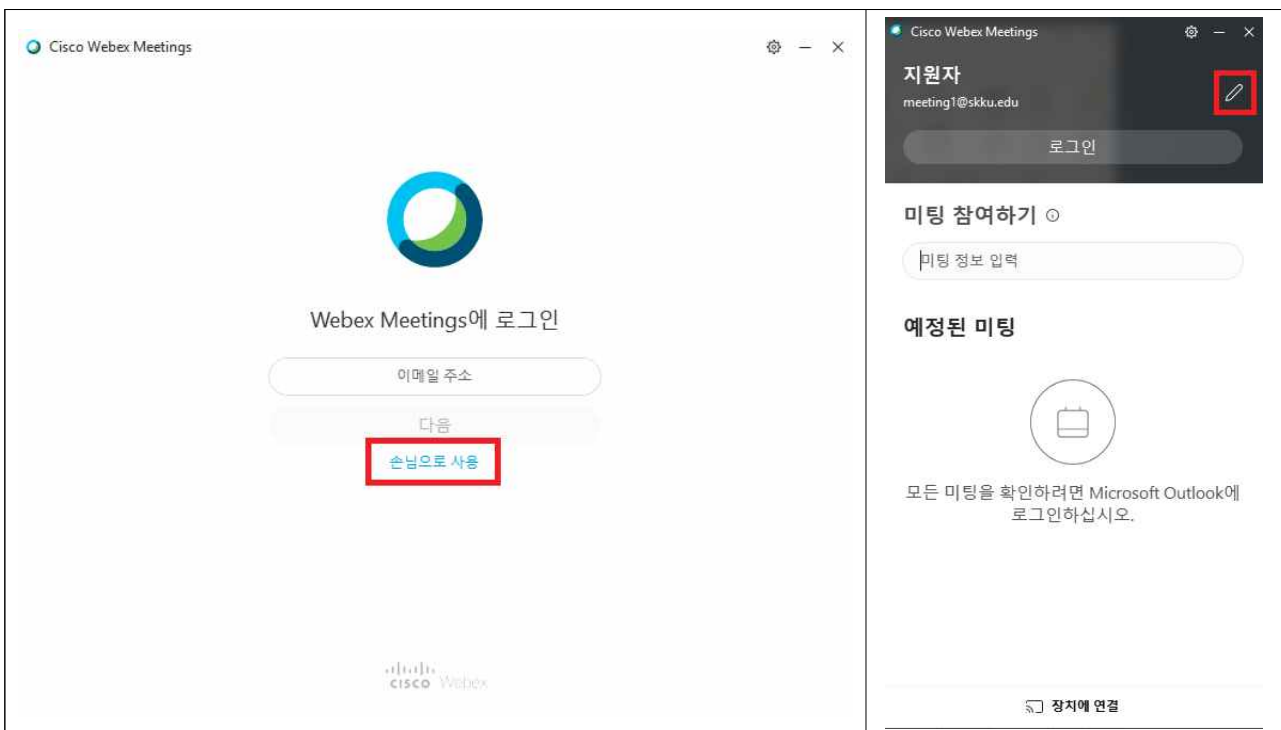 Cisco Webex Meetings
Webex Meetings에 로그인
이메일 주소
다음
손님으로 사용
cisco Webex
Cisco Webex Meetings
지원자
meeting1@skku.edu
로그인
미팅 참여하기
미팅 정보 입력
예정된 미팅
모든 미팅을 확인하려면 Microsoft Outlook에
로그인하십시오.
장치에 연결